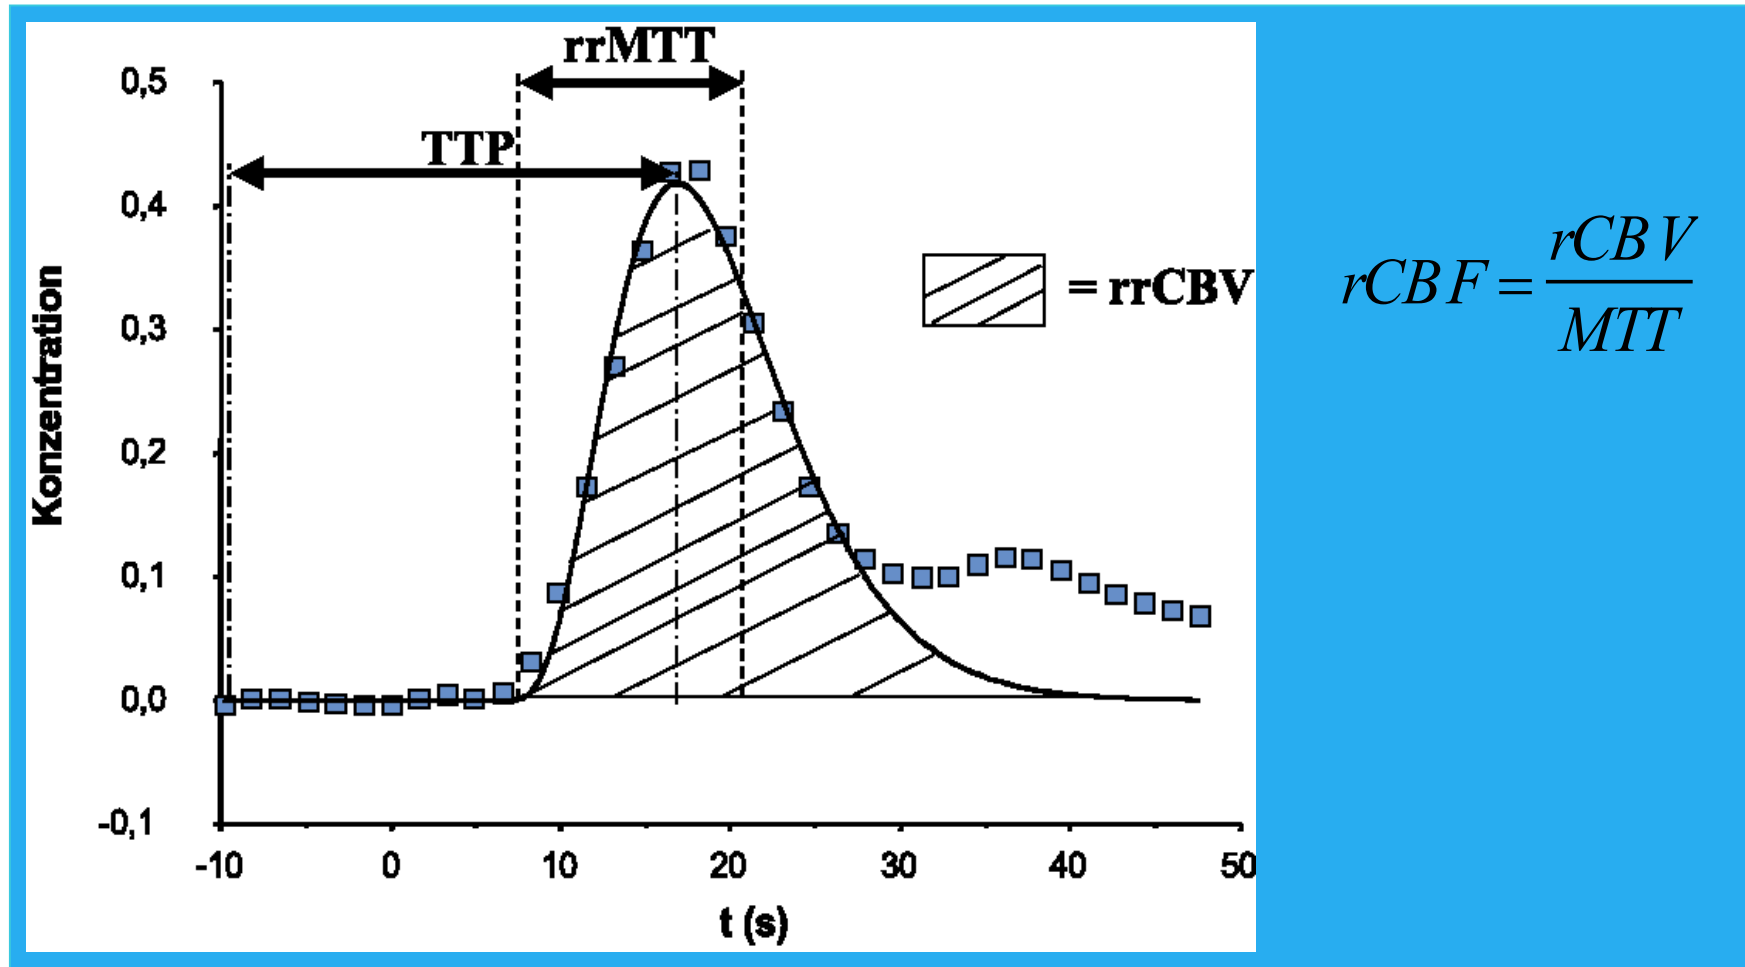 rrMTT
TTP
0,5
0,4
0,3
0,2
0,1
0,0
-0,1
Konzentration
-10 0 10 20 30 40 50
t (s)
= rrCBV
rCBF = rCBV
MTT